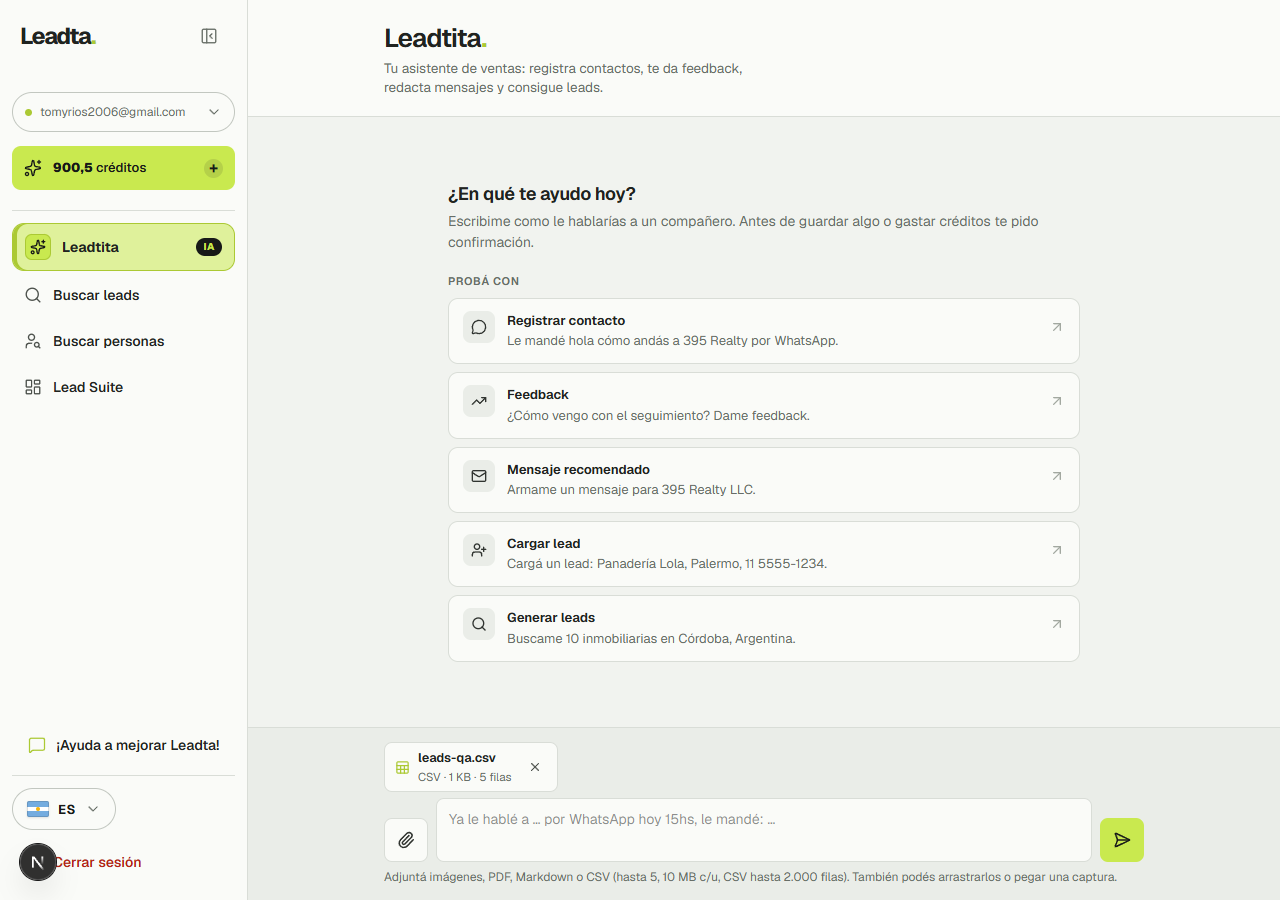 Leadta.
tomyrios2006@gmail.com
900,5 créditos
Leadtita
IA
Buscar leads
Buscar personas
Lead Suite
¡Ayuda a mejorar Leadta!
ES
N
Cerrar sesión
Leadtita.
Tu asistente de ventas: registra contactos, te da feedback,
redacta mensajes y consigue leads.
¿En qué te ayudo hoy?
Escribime como le hablarías a un compañero. Antes de guardar algo o gastar créditos te pido
confirmación.
PROBÁ CON
Registrar contacto
Le mandé hola cómo andás a 395 Realty por WhatsApp.
Feedback
¿Cómo vengo con el seguimiento? Dame feedback.
Mensaje recomendado
Armame un mensaje para 395 Realty LLC.
Cargar lead
Cargá un lead: Panadería Lola, Palermo, 11 5555-1234.
Generar leads
Buscame 10 inmobiliarias en Córdoba, Argentina.
leads-qa.csv
CSV · 1 KB · 5 filas
Ya le hablé a ... por WhatsApp hoy 15hs, le mandé: ...
Adjuntá imágenes, PDF, Markdown o CSV (hasta 5, 10 MB c/u, CSV hasta 2.000 filas). También podés arrastrarlos o pegar una captura.